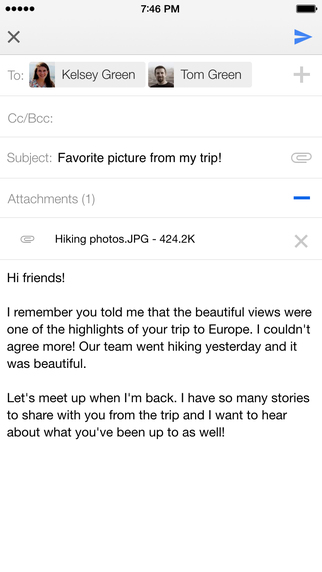 7:46 PM
To: Kelsey Green Tom Green
Cc/Bcc:
Subject: Favorite picture from my trip!
Attachments (1)
Hiking photos.JPG - 424.2K
Hi friends!
I remember you told me that the beautiful views were
one of the highlights of your trip to Europe. I couldn't
agree more! Our team went hiking yesterday and it
was beautiful.
Let's meet up when I'm back. I have so many stories
to share with you from the trip and I want to hear
about what you've been up to as well!